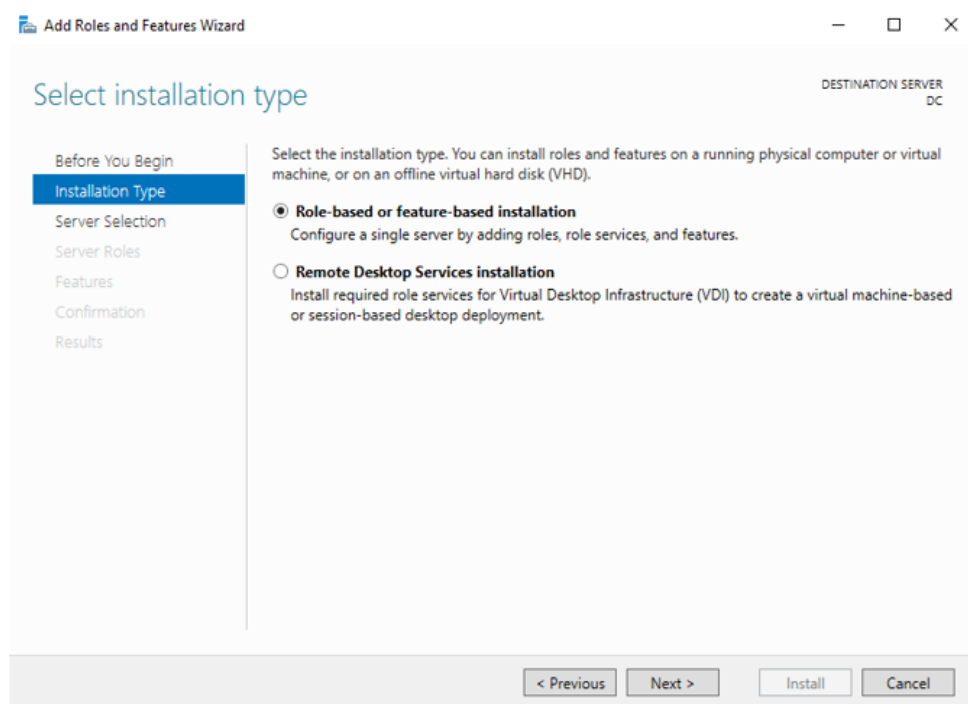 Add Roles and Features Wizard
Select installation type
DESTINATION SERVER
DC
Before You Begin
Installation Type
Server Selection
Server Roles
Features
Confirmation
Results
Select the installation type. You can install roles and features on a running physical computer or virtual
machine, or on an offline virtual hard disk (VHD).
Role-based or feature-based installation
Configure a single server by adding roles, role services, and features.
Remote Desktop Services installation
Install required role services for Virtual Desktop Infrastructure (VDI) to create a virtual machine-based
or session-based desktop deployment.
< Previous
Next >
Install
Cancel